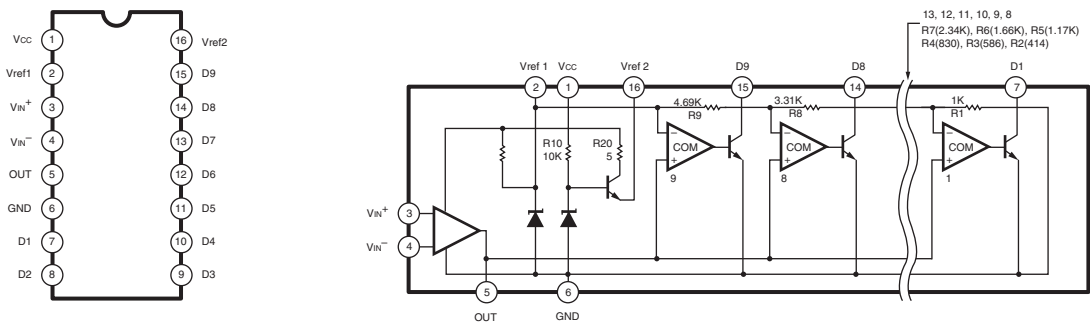 Vcc 1 16 Vref2
Vref1 2 15 D9
VIN+ 3 14 D8
VIN− 4 13 D7
OUT 5 12 D6
GND 6 11 D5
D1 7 10 D4
D2 8 9 D3
13, 12, 11, 10, 9, 8
R7(2.34K), R6(1.66K), R5(1.17K)
R4(830), R3(586), R2(414)
Vref 1 Vcc Vref 2 D9 D8 D1
2 1 16 15 14 7
4.69K 3.31K 1K
R9 R8 R1
R10 R20
10K 5
− − −
COM COM COM
+ + +
9 8 1
VIN+ 3
VIN− 4
5 6
OUT GND